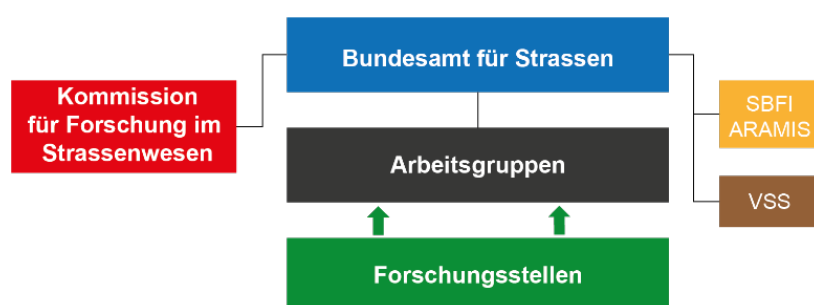 Bundesamt für Strassen
Kommission
für Forschung im
Strassenwesen
SBFI
ARAMIS
Arbeitsgruppen
VSS
Forschungsstellen